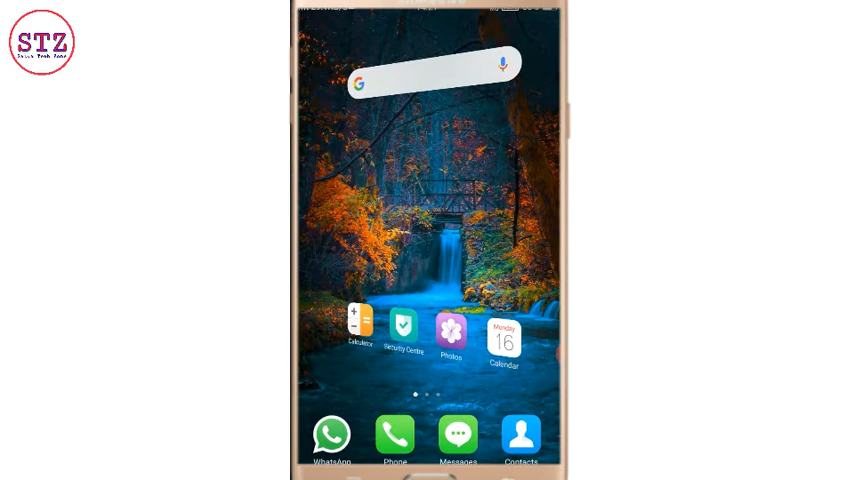 STZ
G
Calculator
Security Centre
Photos
Monday
16
Calendar
WhatsApp
Phone
Messages
Contacts